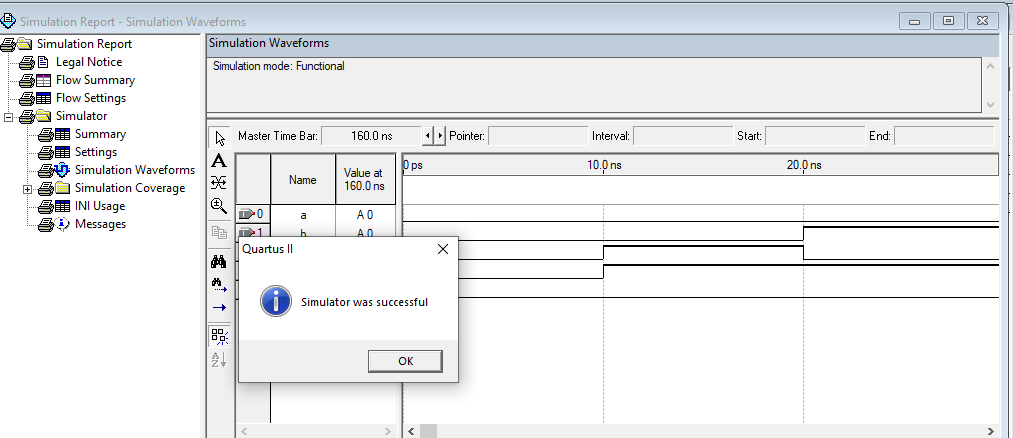 Simulation Report - Simulation Waveforms
Simulation Report
Legal Notice
Flow Summary
Flow Settings
Simulator
Summary
Settings
Simulation Waveforms
Simulation Coverage
INI Usage
Messages
Simulation Waveforms
Simulation mode: Functional
Master Time Bar: 160.0 ns Pointer: Interval: Start: End:
Name
Value at
160.0 ns
0 ps 10.0 ns 20.0 ns
0 a A 0
1 b A 0
Quartus II
Simulator was successful
OK